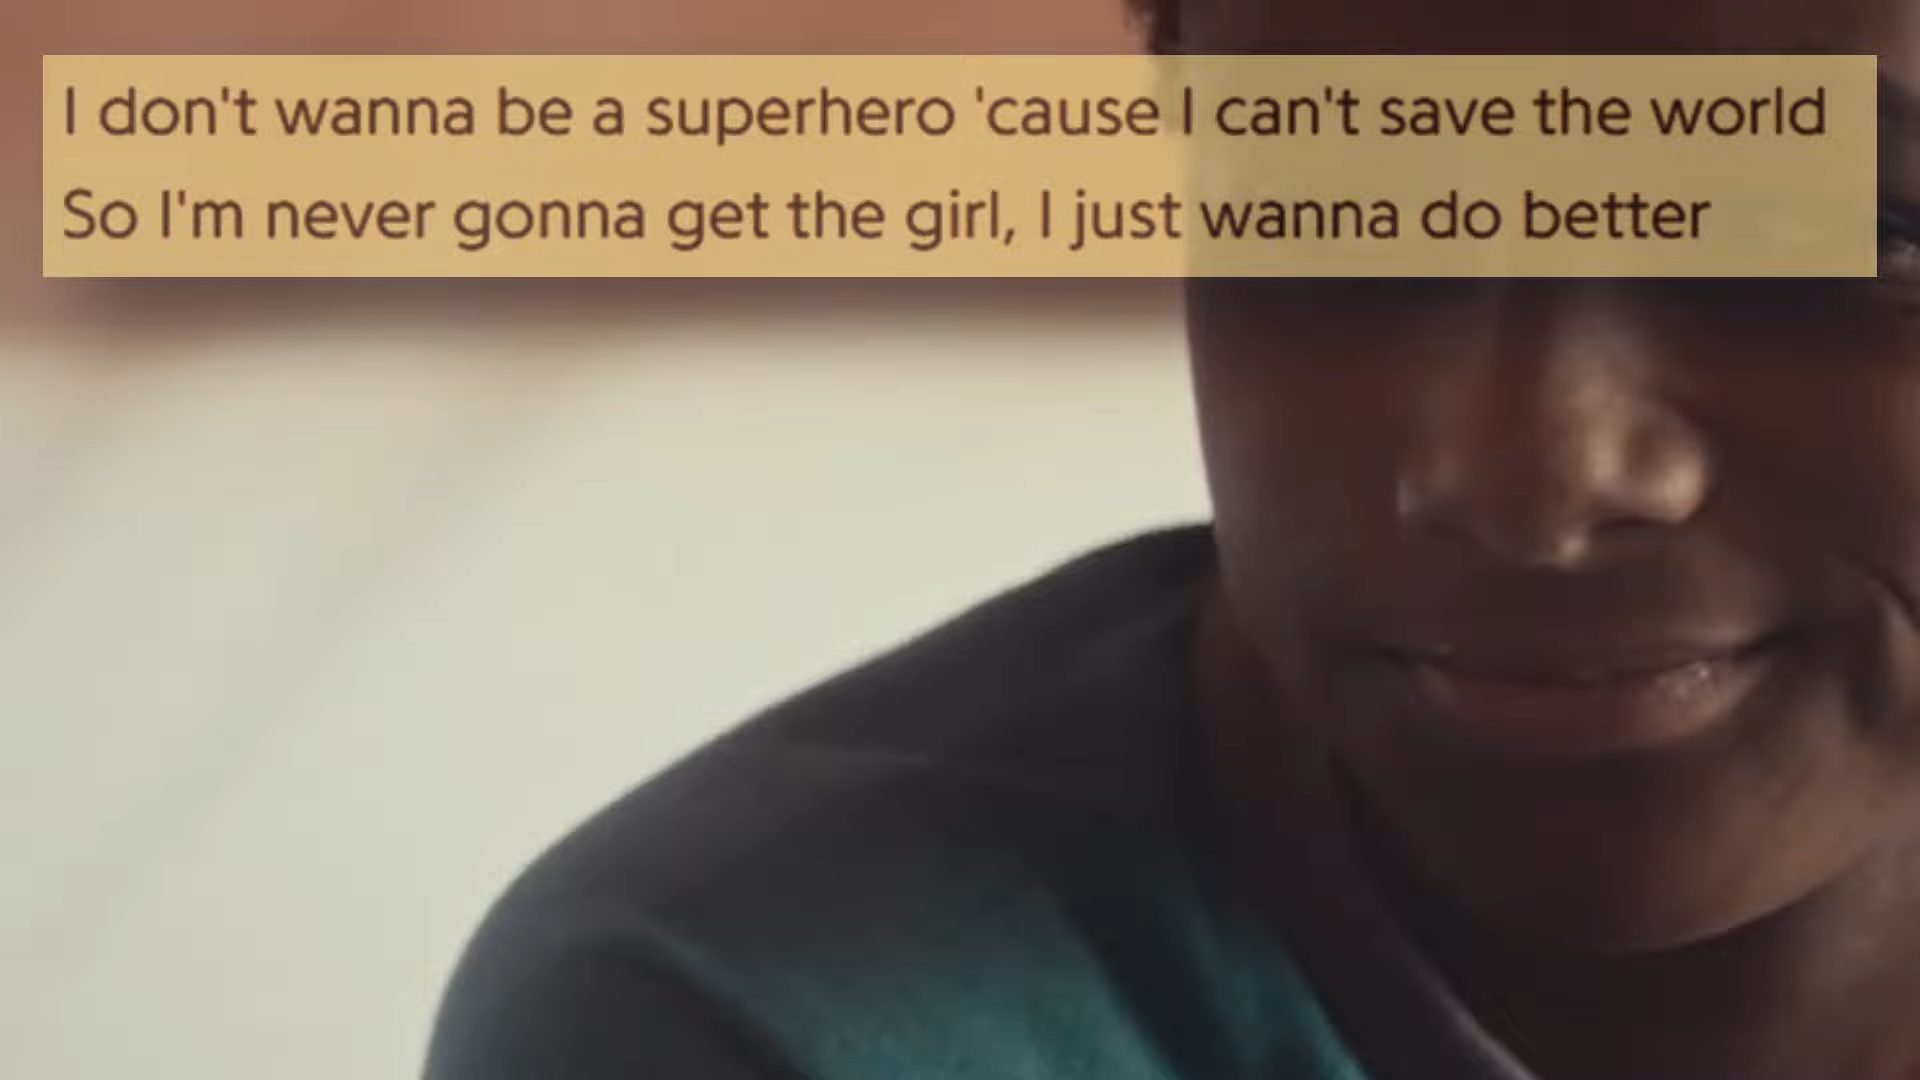 I don't wanna be a superhero 'cause I can't save the world
So I'm never gonna get the girl, I just wanna do better